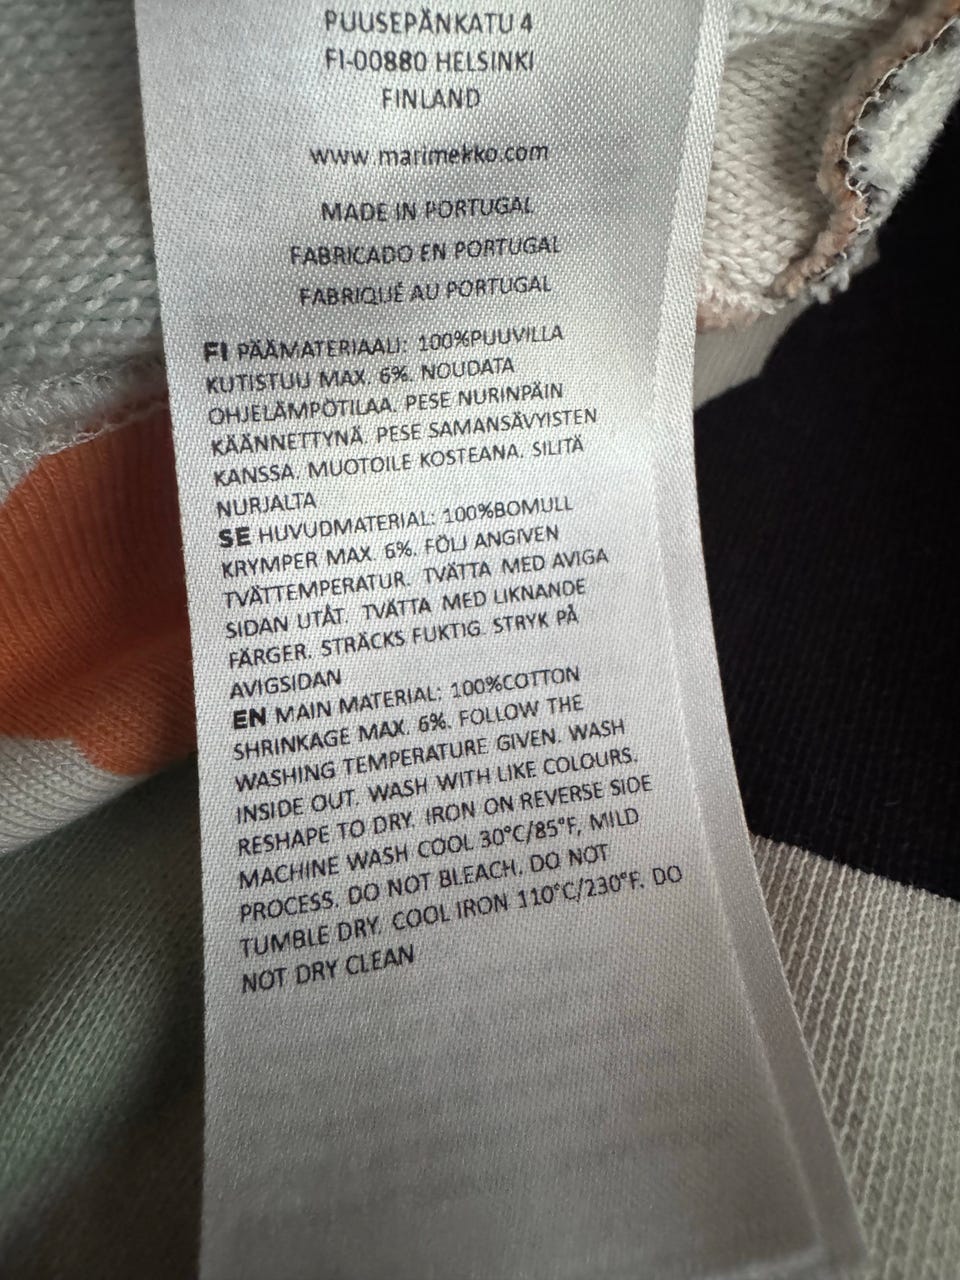 PUUSEPÄNKATU 4
FI-00880 HELSINKI
FINLAND
www.marimekko.com
MADE IN PORTUGAL
FABRICADO EN PORTUGAL
FABRIQUÉ AU PORTUGAL
FI PÄÄMATERIAALI: 100%PUUVILLA
KUTISTUU MAX. 6%. NOUDATA
OHJELÄMPÖTILAA. PESE NURINPÄIN
KÄÄNNETTYNÄ. PESE SAMANSÄVYISTEN
KANSSA. MUOTOILE KOSTEANA. SILITÄ
NURJALTA
SE HUVUDMATERIAL: 100%BOMULL
KRYMPER MAX. 6%. FÖLJ ANGIVEN
TVÄTTEMPERATUR. TVÄTTA MED AVIGA
SIDAN UTÅT. TVÄTTA MED LIKNANDE
FÄRGER. STRÄCKS FUKTIG. STRYK PÅ
AVIGSIDAN
EN MAIN MATERIAL: 100%COTTON
SHRINKAGE MAX. 6%. FOLLOW THE
WASHING TEMPERATURE GIVEN. WASH
INSIDE OUT. WASH WITH LIKE COLOURS.
RESHAPE TO DRY. IRON ON REVERSE SIDE
MACHINE WASH COOL 30°C/85°F, MILD
PROCESS. DO NOT BLEACH. DO NOT
TUMBLE DRY. COOL IRON 110°C/230°F. DO
NOT DRY CLEAN